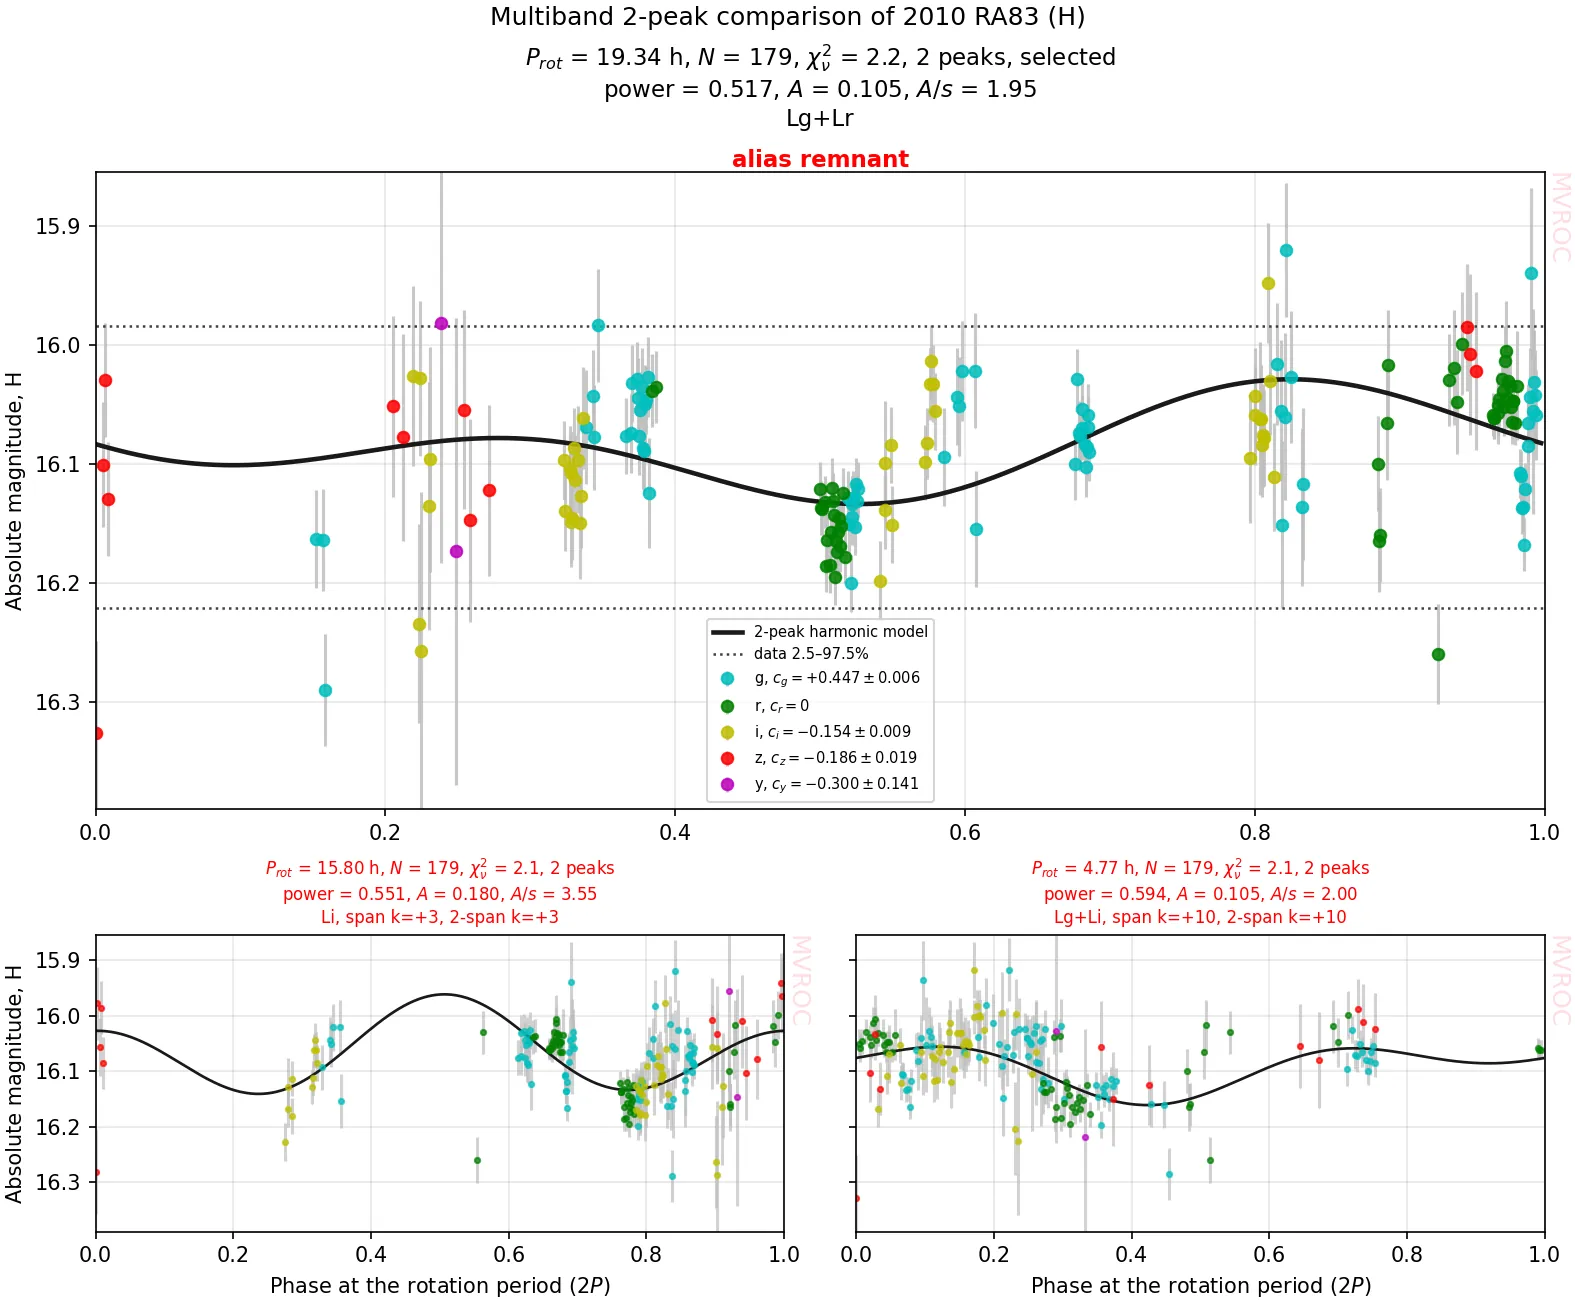 Multiband 2-peak comparison of 2010 RA83 (H)
P_rot = 19.34 h, N = 179, χ²_ν = 2.2, 2 peaks, selected
power = 0.517, A = 0.105, A/s = 1.95
Lg+Lr
alias remnant
MVROC
15.9
16.0
16.1
16.2
16.3
Absolute magnitude, H
2-peak harmonic model
data 2.5–97.5%
g, c_g = +0.447 ± 0.006
r, c_r = 0
i, c_i = −0.154 ± 0.009
z, c_z = −0.186 ± 0.019
y, c_y = −0.300 ± 0.141
0.0 0.2 0.4 0.6 0.8 1.0
P_rot = 15.80 h, N = 179, χ²_ν = 2.1, 2 peaks
power = 0.551, A = 0.180, A/s = 3.55
Li, span k=+3, 2-span k=+3
MVROC
15.9
16.0
16.1
16.2
16.3
Absolute magnitude, H
0.0 0.2 0.4 0.6 0.8 1.0
Phase at the rotation period (2P)
P_rot = 4.77 h, N = 179, χ²_ν = 2.1, 2 peaks
power = 0.594, A = 0.105, A/s = 2.00
Lg+Li, span k=+10, 2-span k=+10
MVROC
0.0 0.2 0.4 0.6 0.8 1.0
Phase at the rotation period (2P)